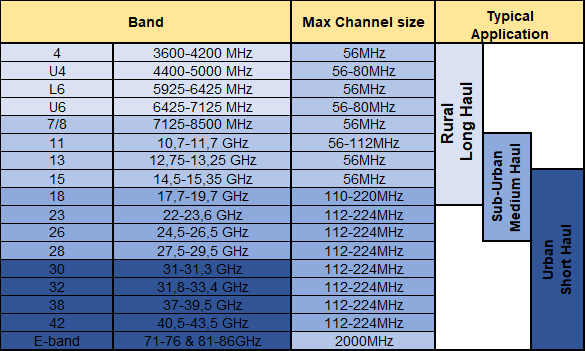 Band Max Channel size Typical
Application
4 3600-4200 MHz 56MHz
U4 4400-5000 MHz 56-80MHz
L6 5925-6425 MHz 56MHz
U6 6425-7125 MHz 56-80MHz
7/8 7125-8500 MHz 56MHz
11 10,7-11,7 GHz 56-112MHz
13 12,75-13,25 GHz 56MHz
15 14,5-15,35 GHz 56MHz
18 17,7-19,7 GHz 110-220MHz
23 22-23,6 GHz 112-224MHz
26 24,5-26,5 GHz 112-224MHz
28 27,5-29,5 GHz 112-224MHz
30 31-31,3 GHz 112-224MHz
32 31,8-33,4 GHz 112-224MHz
38 37-39,5 GHz 112-224MHz
42 40,5-43,5 GHz 112-224MHz
E-band 71-76 & 81-86GHz 2000MHz
Rural
Long Haul
Sub-Urban
Medium Haul
Urban
Short Haul